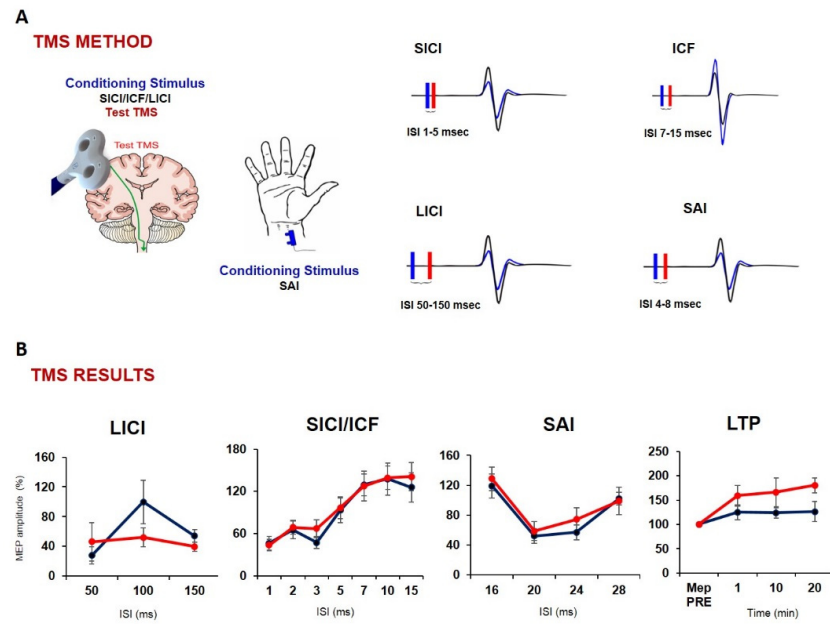 A
TMS METHOD
Conditioning Stimulus
SICI/ICF/LICI
Test TMS
Test TMS
Conditioning Stimulus
SAI
SICI
ISI 1-5 msec
ICF
ISI 7-15 msec
LICI
ISI 50-150 msec
SAI
ISI 4-8 msec
B
TMS RESULTS
LICI
MEP amplitude (%)
160
120
80
40
0
50 100 150
ISI (ms)
SICI/ICF
180
120
60
0
1 2 3 5 7 10 15
ISI (ms)
SAI
160
120
80
40
0
16 20 24 28
ISI (ms)
LTP
250
200
150
100
50
0
Mep PRE 1 10 20
Time (min)